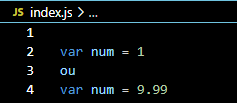 JS index.js > ...
1
2 var num = 1
3 ou
4 var num = 9.99